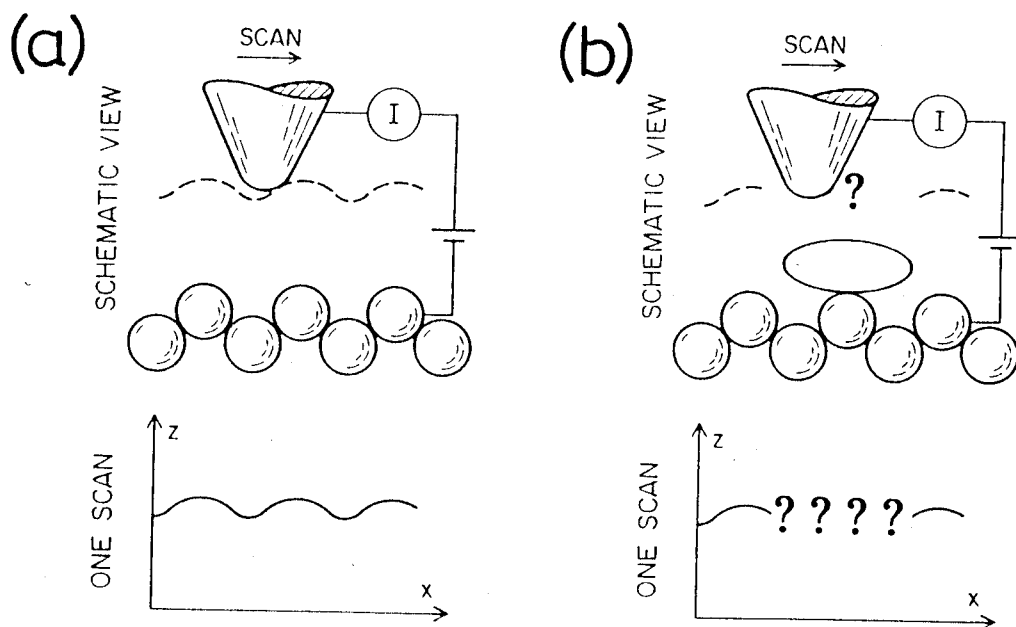 (a)
SCAN
I
SCHEMATIC VIEW
Z
ONE SCAN
X
(b)
SCAN
I
?
SCHEMATIC VIEW
Z
? ? ? ?
ONE SCAN
X